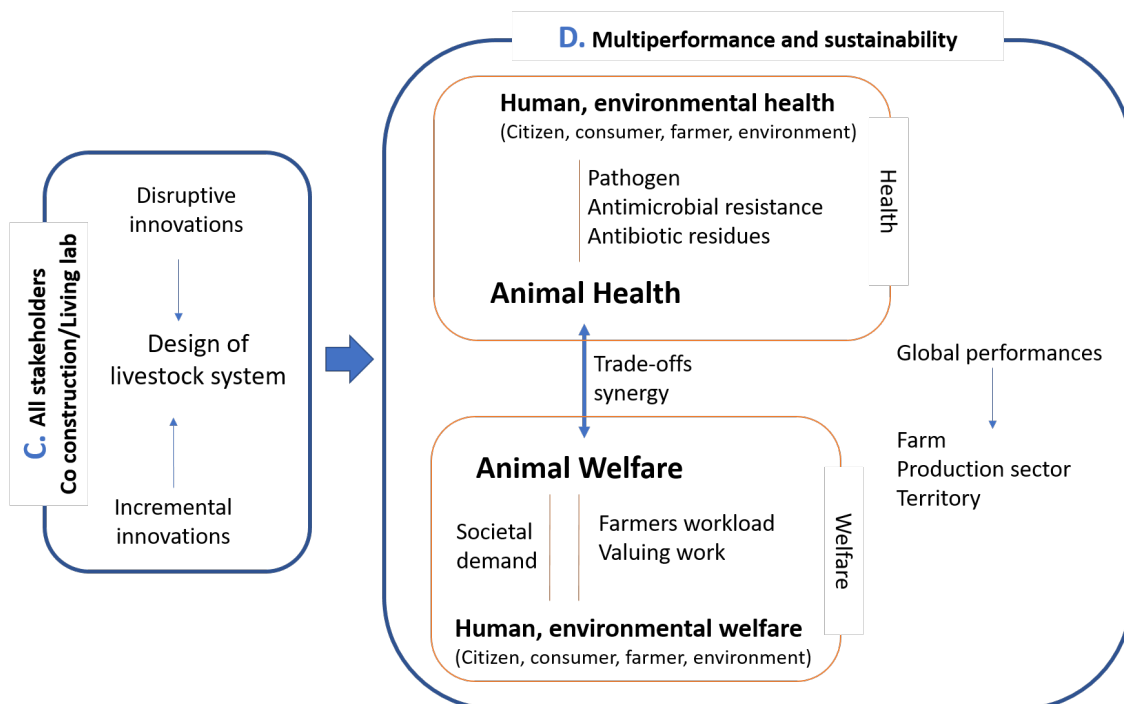 C. All stakeholders
Co construction/Living lab
Disruptive
innovations
Design of
livestock system
Incremental
innovations
D. Multiperformance and sustainability
Human, environmental health
(Citizen, consumer, farmer, environment)
Pathogen
Antimicrobial resistance
Antibiotic residues
Animal Health
Health
Trade-offs
synergy
Animal Welfare
Societal
demand
Farmers workload
Valuing work
Human, environmental welfare
(Citizen, consumer, farmer, environment)
Welfare
Global performances
Farm
Production sector
Territory